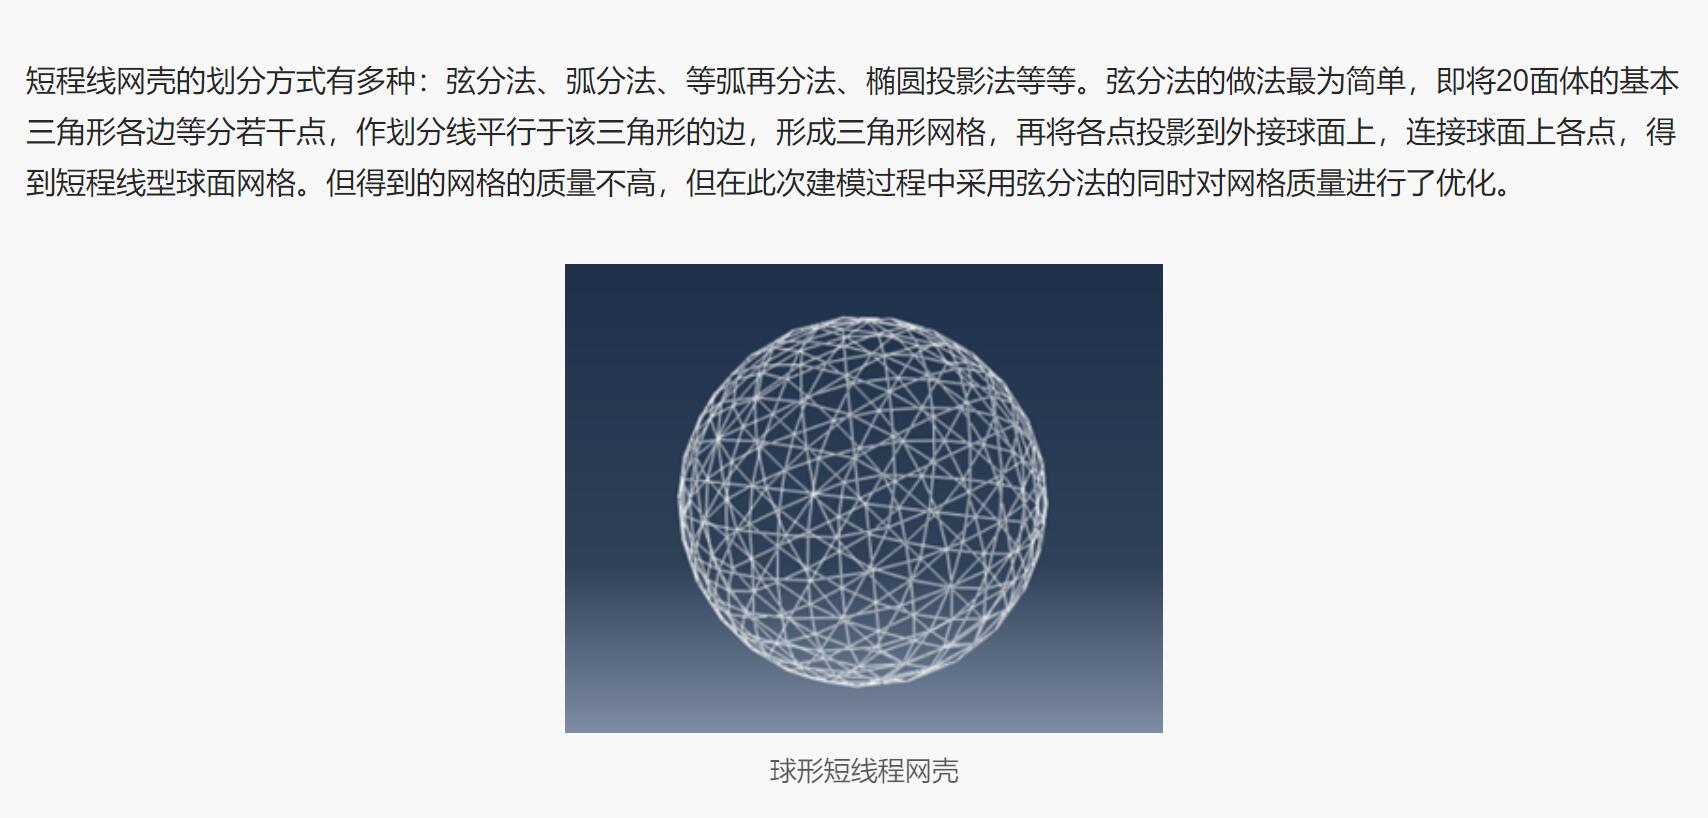 短程线网壳的划分方式有多种：弦分法、弧分法、等弧再分法、椭圆投影法等等。弦分法的做法最为简单，即将20面体的基本
三角形各边等分若干点，作划分线平行于该三角形的边，形成三角形网格，再将各点投影到外接球面上，连接球面上各点，得
到短程线型球面网格。但得到的网格的质量不高，但在此次建模过程中采用弦分法的同时对网格质量进行了优化。
球形短线程网壳